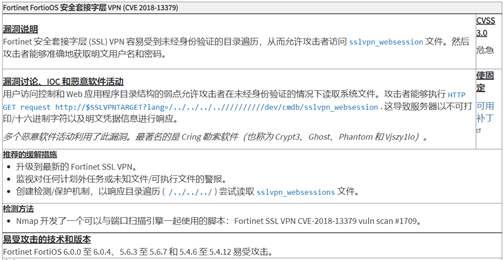 Fortinet FortiOS 安全套接字层 VPN (CVE 2018-13379)
CVSS
3.0
漏洞说明
Fortinet 安全套接字层 (SSL) VPN 容易受到未经身份验证的目录遍历，从而允许攻击者访问 sslvpn_websession 文件。然后
攻击者能够准确获取明文用户名和密码。
危急
漏洞讨论、IOC 和恶意软件活动
用户访问控制和 Web 应用程序目录结构的弱点允许攻击者在未经身份验证的情况下读取系统文件。攻击者能够执行 HTTP
GET request http://$SSLVPNTARGET?lang=/../../../..//////////dev/cmdb/sslvpn_websession. 这导致服务器以不可打
印/十六进制字符以及明文凭据信息进行响应。
多个恶意软件活动利用了此漏洞。最著名的是 Cring 勒索软件（也称为 Crypt3、Ghost、Phantom 和 Vjszy1lo）。
使固
定
可用
补丁
推荐的缓解措施
• 升级到最新的 Fortinet SSL VPN。
• 监视对任何计划外任务或未知文件/可执行文件的警报。
• 创建检测/保护机制，以响应目录遍历 ( /../../../) 尝试读取 sslvpn_websessions 文件。
检测方法
• Nmap 开发了一个可以与端口扫描引擎一起使用的脚本：Fortinet SSL VPN CVE-2018-13379 vuln scan #1709。
易受攻击的技术和版本
Fortinet FortiOS 6.0.0 至 6.0.4、5.6.3 至 5.6.7 和 5.4.6 至 5.4.12 易受攻击。